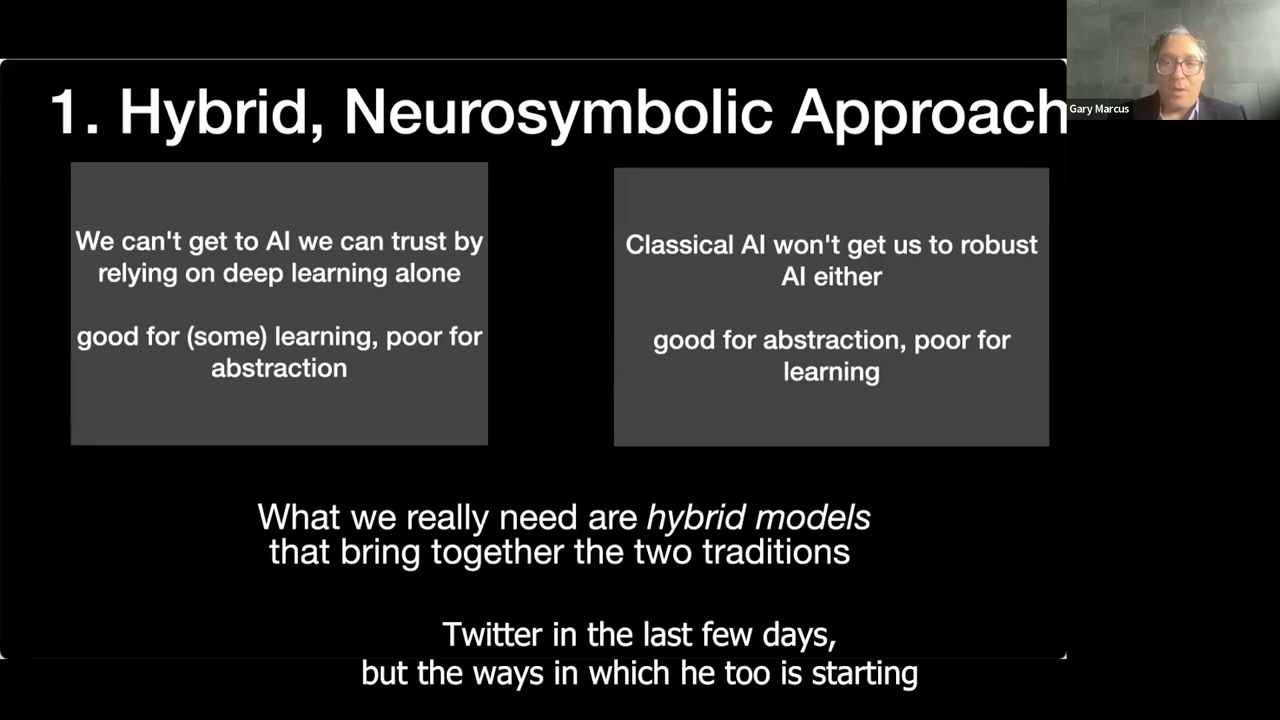 1. Hybrid, Neurosymbolic Approach
Gary Marcus
We can't get to AI we can trust by
relying on deep learning alone
good for (some) learning, poor for
abstraction
Classical AI won't get us to robust
AI either
good for abstraction, poor for
learning
What we really need are hybrid models
that bring together the two traditions
Twitter in the last few days,
but the ways in which he too is starting